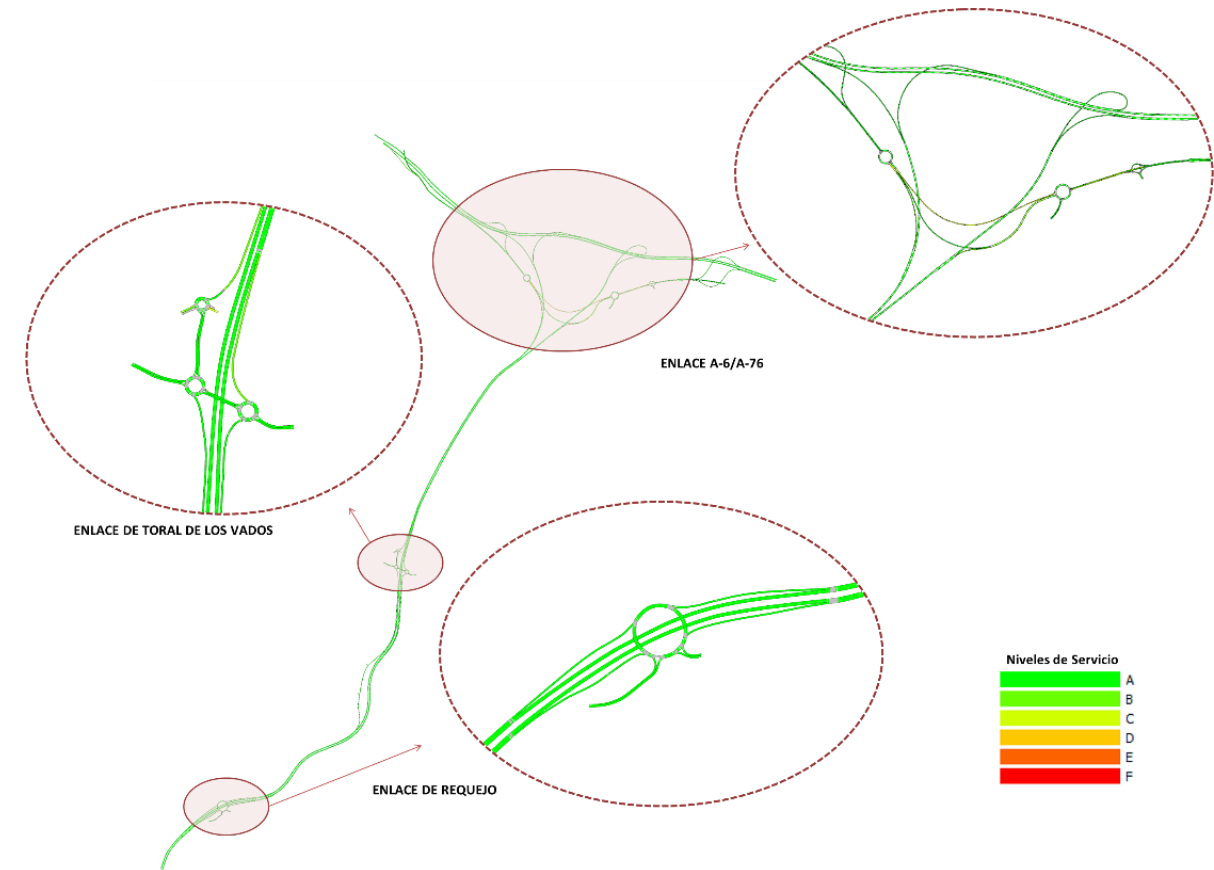 ENLACE A-6/A-76
ENLACE DE TORAL DE LOS VADOS
ENLACE DE REQUEJO
Niveles de Servicio
A
B
C
D
E
F